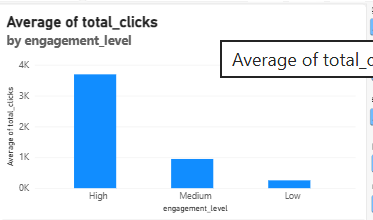 Average of total_clicks
by engagement_level
Average of total_c
4K
3K
2K
1K
0K
Average of total_clicks
High
Medium
Low
engagement_level